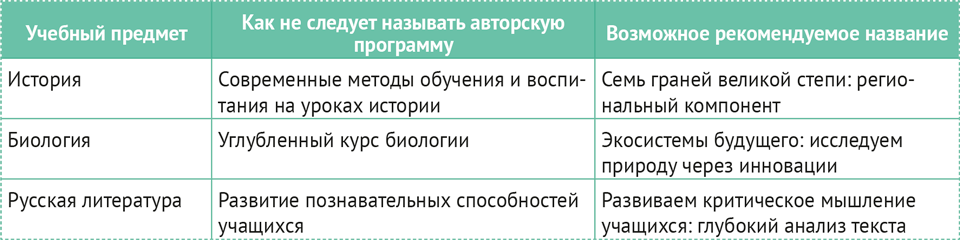 Учебный предмет
Как не следует называть авторскую
программу
Возможное рекомендуемое название
История
Современные методы обучения и воспи-
тания на уроках истории
Семь граней великой степи: регио-
нальный компонент
Биология
Углубленный курс биологии
Экосистемы будущего: исследуем
природу через инновации
Русская литература
Развитие познавательных способностей
учащихся
Развиваем критическое мышление
учащихся: глубокий анализ текста